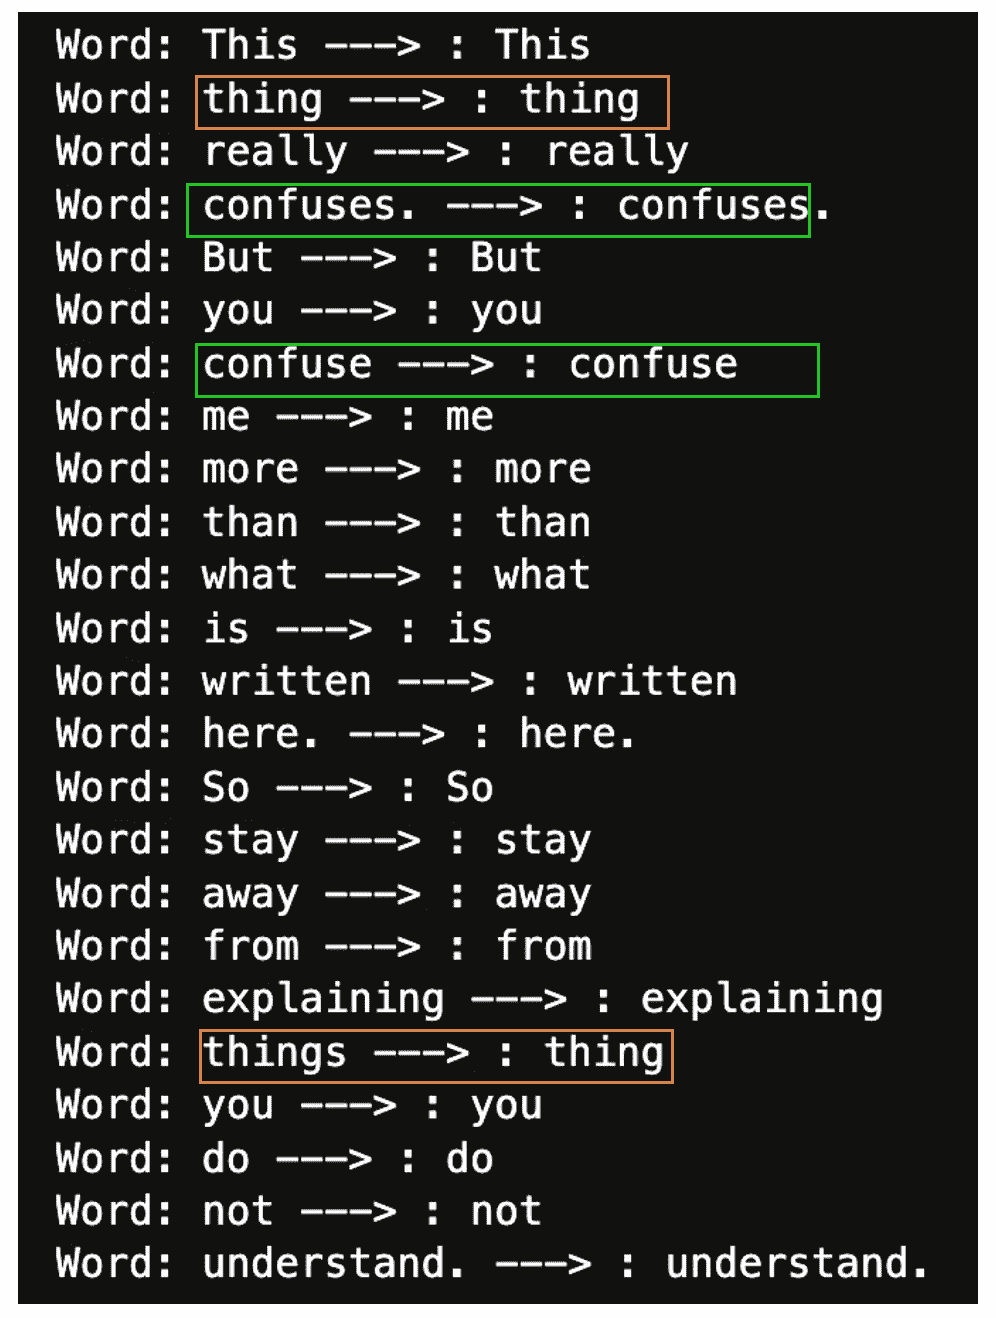 Word: This ---> : This
Word: thing ---> : thing
Word: really ---> : really
Word: confuses. ---> : confuses.
Word: But ---> : But
Word: you ---> : you
Word: confuse ---> : confuse
Word: me ---> : me
Word: more ---> : more
Word: than ---> : than
Word: what ---> : what
Word: is ---> : is
Word: written ---> : written
Word: here. ---> : here.
Word: So ---> : So
Word: stay ---> : stay
Word: away ---> : away
Word: from ---> : from
Word: explaining ---> : explaining
Word: things ---> : thing
Word: you ---> : you
Word: do ---> : do
Word: not ---> : not
Word: understand. ---> : understand.